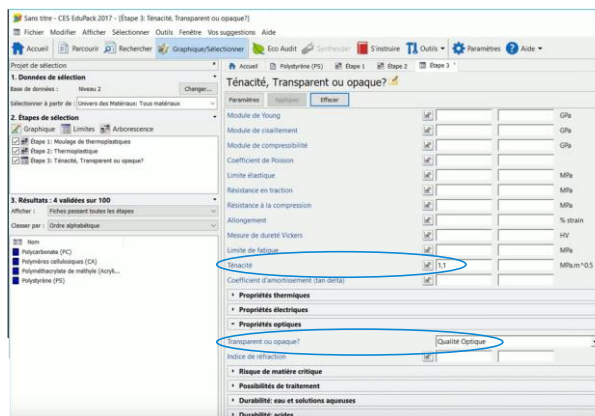 Sans titre - CES EduPack 2017 - [Étape 3: Ténacité, Transparent ou opaque?]
Fichier Modifier Afficher Sélectionner Outils Fenêtre Vos suggestions Aide
Accueil Parcourir Rechercher Graphique/Sélectionner Eco Audit Synthesizer S'instruire Outils Paramètres Aide
Projet de sélection
1. Données de sélection
Base de données : Niveau 2 Changer...
Sélectionner à partir de : Univers des Matériaux: Tous matériaux
2. Étapes de sélection
Graphique Limites Arborescence
Étape 1: Moulage de thermoplastiques
Étape 2: Thermoplastique
Étape 3: Ténacité, Transparent ou opaque?
3. Résultats : 4 validées sur 100
Afficher : Fiches passant toutes les étapes
Classer par : Ordre alphabétique
Nom
Polycarbonate (PC)
Polymères cellulosiques (CA)
Polyméthacrylate de méthyle (Acryli...
Polystyrène (PS)
Accueil Polystyrène (PS) Étape 1 Étape 2 Étape 3
Ténacité, Transparent ou opaque?
Paramètres Appliquer Effacer
Module de Young GPa
Module de cisaillement GPa
Module de compressibilité GPa
Coefficient de Poisson
Limite élastique MPa
Résistance en traction MPa
Résistance à la compression MPa
Allongement % strain
Mesure de dureté Vickers HV
Limite de fatigue MPa
Ténacité 1,1 MPa.m^0.5
Coefficient d'amortissement (tan delta)
Propriétés thermiques
Propriétés électriques
Propriétés optiques
Transparent ou opaque? Qualité Optique
Indice de réfraction
Risque de matière critique
Possibilités de traitement
Durabilité: eau et solutions aqueuses
Durabilité: acides